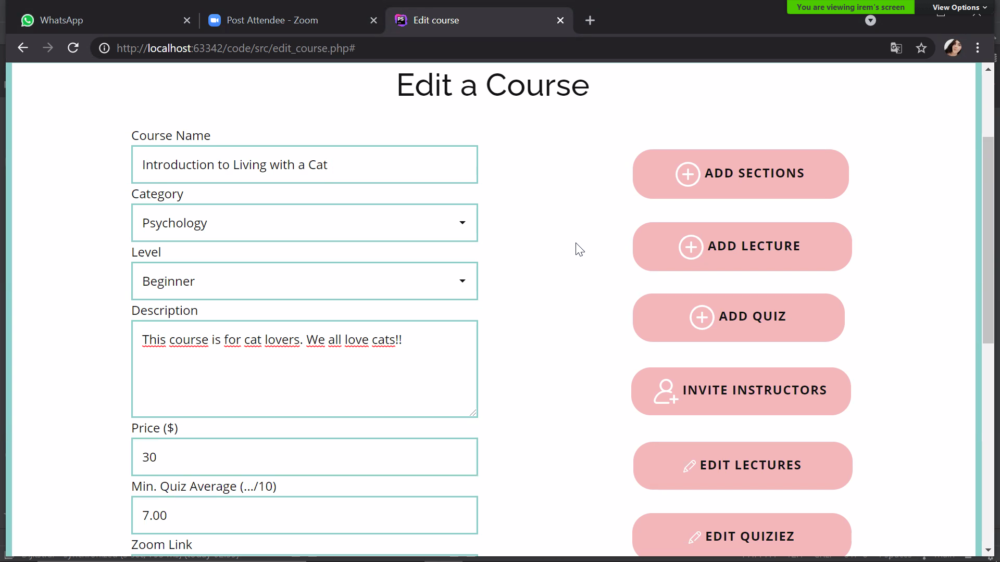 You are viewing irem's screen
View Options
WhatsApp
Post Attendee - Zoom
Edit course
http://localhost:63342/code/src/edit_course.php#
Edit a Course
Course Name
Introduction to Living with a Cat
Category
Psychology
Level
Beginner
Description
This course is for cat lovers. We all love cats!!
Price ($)
30
Min. Quiz Average (.../10)
7.00
Zoom Link
ADD SECTIONS
ADD LECTURE
ADD QUIZ
INVITE INSTRUCTORS
EDIT LECTURES
EDIT QUIZIEZ